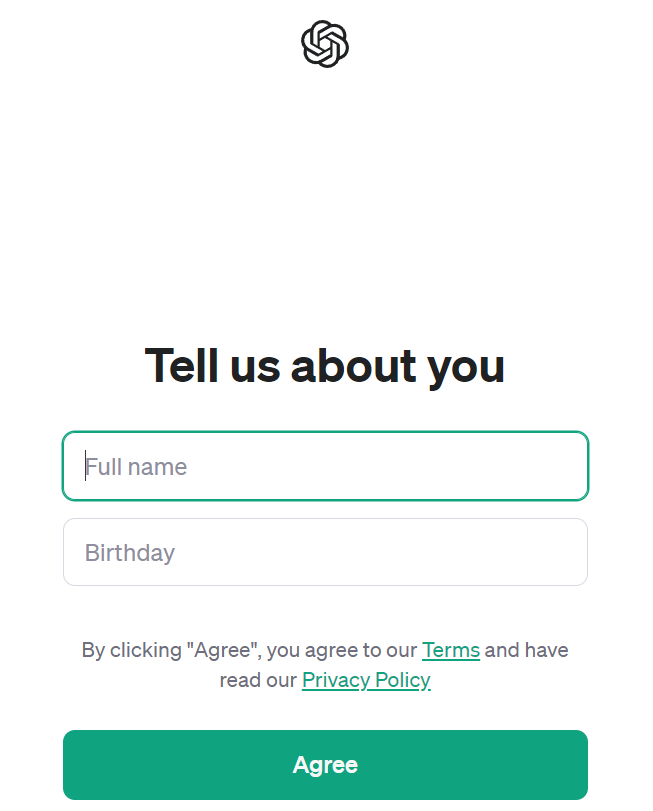 Tell us about you
Full name
Birthday
By clicking "Agree", you agree to our Terms and have
read our Privacy Policy
Agree